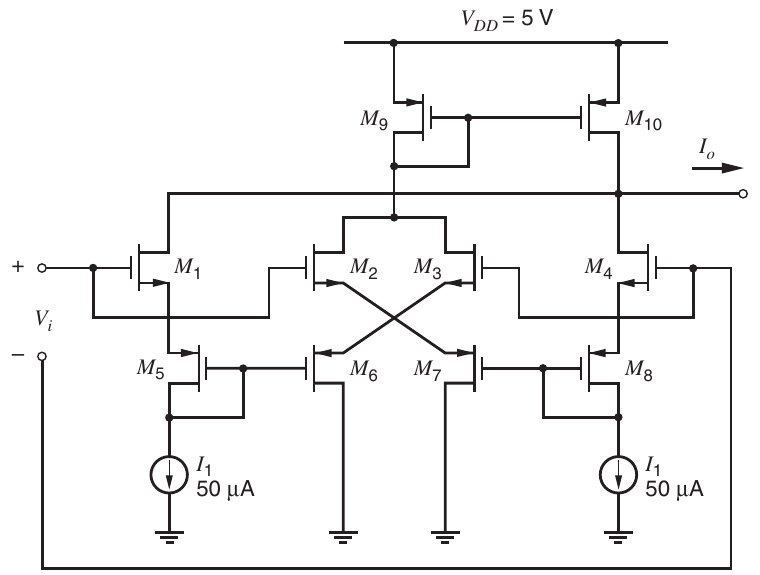 V_DD = 5 V
M_9
M_10
I_o
+
M_1
M_2
M_3
M_4
V_i
−
M_5
M_6
M_7
M_8
I_1
50 μA
I_1
50 μA